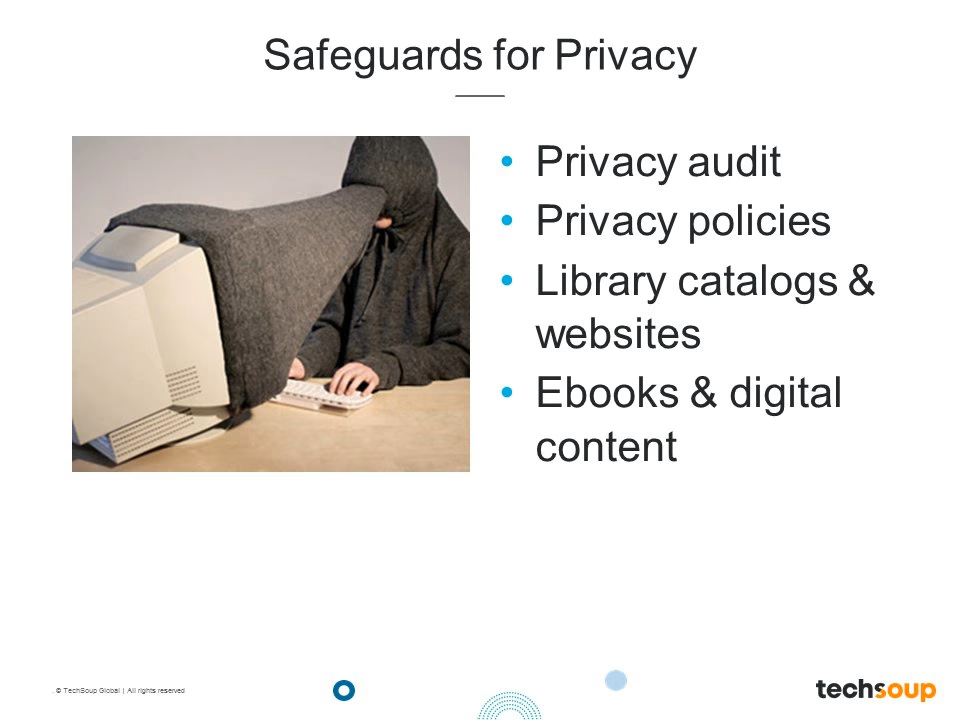 Safeguards for Privacy
• Privacy audit
• Privacy policies
• Library catalogs &
websites
• Ebooks & digital
content
. © TechSoup Global | All rights reserved
techsoup